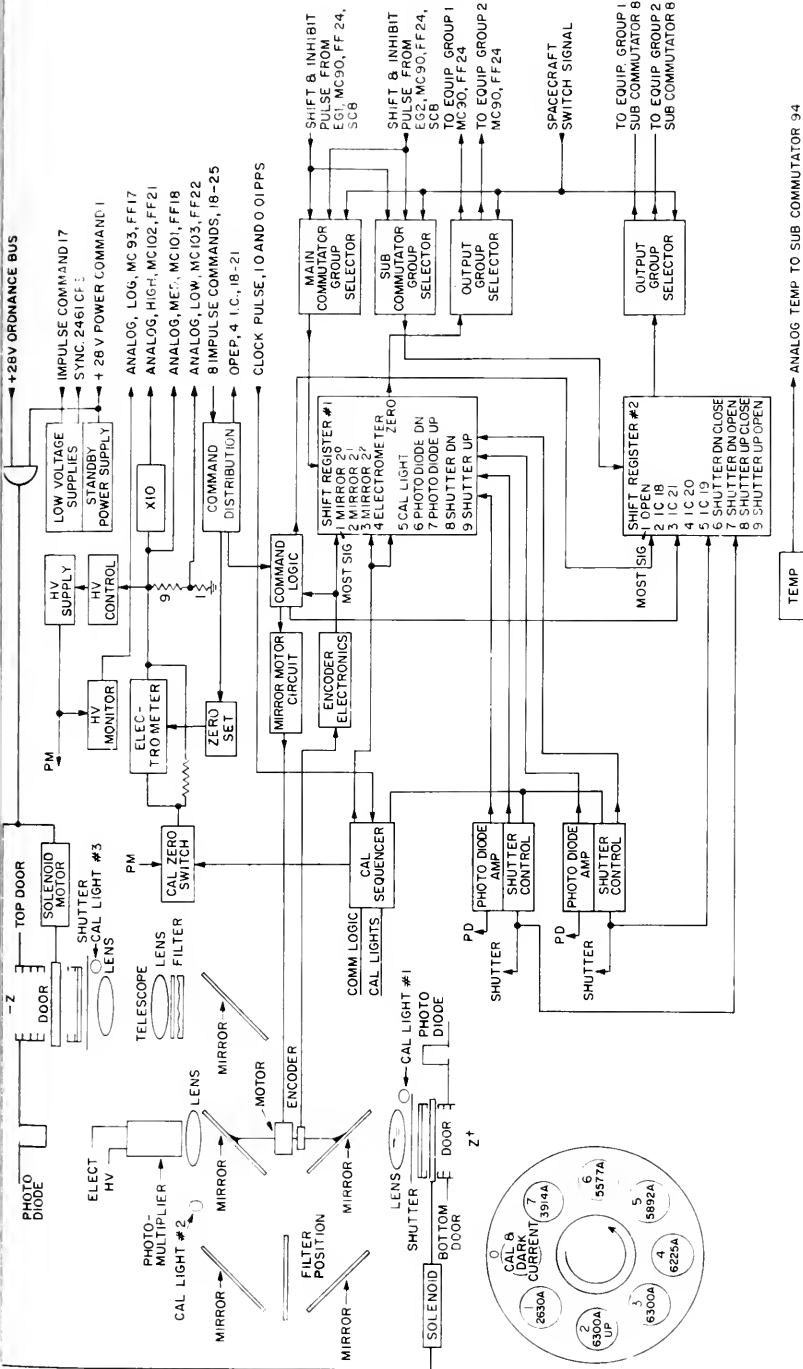 +28V ORDNANCE BUS
IMPULSE COMMAND 17
SYNC. 2461 CPS
+28 V POWER COMMAND 1
LOW VOLTAGE
SUPPLIES
STANDBY
POWER SUPPLY
ANALOG, LOG, MC 93, FF17
ANALOG, HIGH, MC102, FF21
ANALOG, MED, MC101, FF18
ANALOG, LOW, MC103, FF22
8 IMPULSE COMMANDS, 18-25
OPEP, 4 I.C., 18-21
CLOCK PULSE, 1.0 AND 0.01PPS
HV
SUPPLY
HV
CONTROL
X10
COMMAND
DISTRIBUTION
9
1
PM
HV
MONITOR
ELEC-
TROMETER
ZERO
SET
PM
CAL ZERO
SWITCH
-Z
TOP DOOR
DOOR
SOLENOID
MOTOR
SHUTTER
CAL LIGHT #3
LENS
TELESCOPE
LENS
FILTER
MIRROR
PHOTO
DIODE
ELECT
HV
PHOTO-
MULTIPLIER
LENS
CAL LIGHT #2
MIRROR
MOTOR
ENCODER
MIRROR
FILTER
POSITION
MIRROR
COMMAND
LOGIC
MIRROR MOTOR
CIRCUIT
ENCODER
ELECTRONICS
MOST SIG
SHIFT REGISTER #1
1 MIRROR 2⁰
2 MIRROR 2¹
3 MIRROR 2²
4 ELECTROMETER
ZERO
5 CAL LIGHT
6 PHOTO DIODE DN
7 PHOTO DIODE UP
8 SHUTTER DN
9 SHUTTER UP
MAIN
COMMUTATOR
GROUP
SELECTOR
SUB
COMMUTATOR
GROUP
SELECTOR
OUTPUT
GROUP
SELECTOR
SHIFT & INHIBIT
PULSE FROM
EG1, MC90, FF 24,
SC8
SHIFT & INHIBIT
PULSE FROM
EG2, MC90, FF24,
SC8
TO EQUIP GROUP 1
MC90, FF24
TO EQUIP GROUP 2
MC90, FF24
SPACECRAFT
SWITCH SIGNAL
CAL
SEQUENCER
COMM LOGIC
CAL LIGHTS
PHOTO DIODE
AMP
SHUTTER
CONTROL
PD
SHUTTER
PHOTO DIODE
AMP
SHUTTER
CONTROL
PD
SHUTTER
MOST SIG
SHIFT REGISTER #2
1 OPEN
2 IC 18
3 IC 21
4 IC 20
5 IC 19
6 SHUTTER DN CLOSE
7 SHUTTER DN OPEN
8 SHUTTER UP CLOSE
9 SHUTTER UP OPEN
OUTPUT
GROUP
SELECTOR
TO EQUIP. GROUP 1
SUB COMMUTATOR 8
TO EQUIP GROUP 2
SUB COMMUTATOR 8
LENS
SHUTTER
CAL LIGHT #1
PHOTO
DIODE
DOOR
Z+
BOTTOM
DOOR
SOLENOID
0
CAL &
DARK
CURRENT
1
2630A
2
6300A
UP
3
6300A
4
6225A
5
5892A
6
5577A
7
3914A
TEMP
ANALOG TEMP TO SUB COMMUTATOR 94